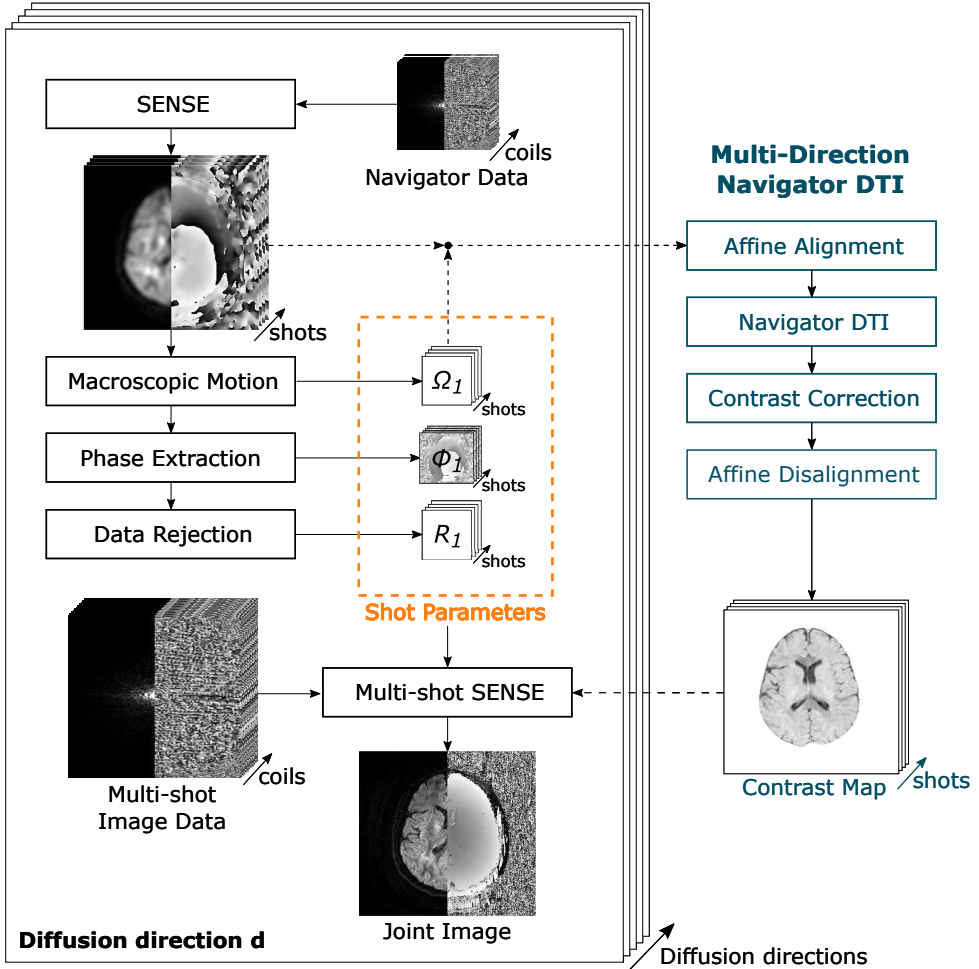 SENSE
coils
Navigator Data
shots
Multi-Direction
Navigator DTI
Affine Alignment
Navigator DTI
Contrast Correction
Affine Disalignment
Macroscopic Motion
Ω1
shots
Phase Extraction
Φ1
shots
Data Rejection
R1
shots
Shot Parameters
Multi-shot SENSE
coils
Multi-shot
Image Data
Contrast Map
shots
Joint Image
Diffusion direction d
Diffusion directions